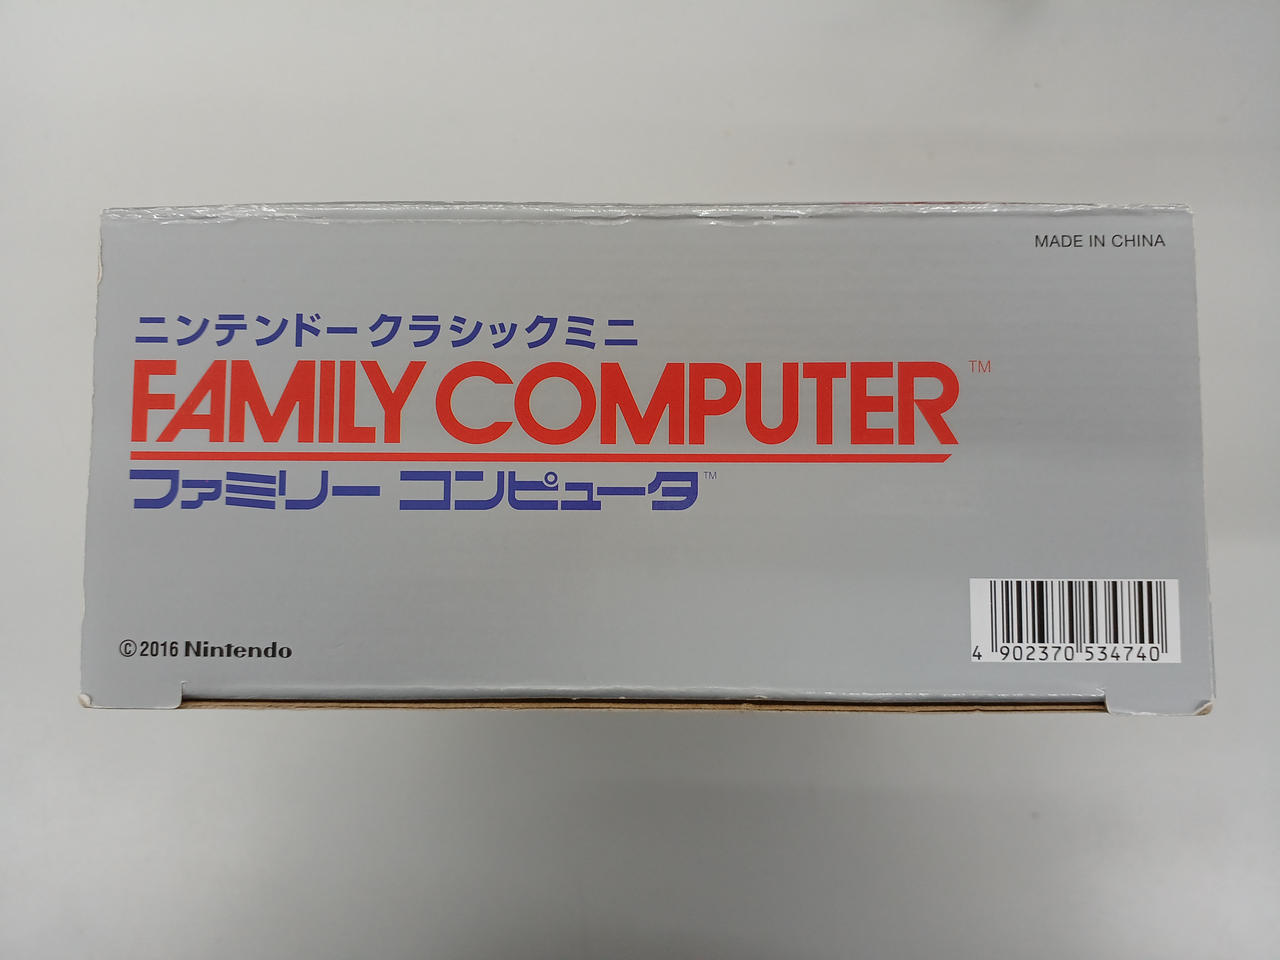 MADE IN CHINA
ニンテンドークラシックミニ
FAMILY COMPUTER™
ファミリー コンピュータ™
©2016 Nintendo
4 902370 534740